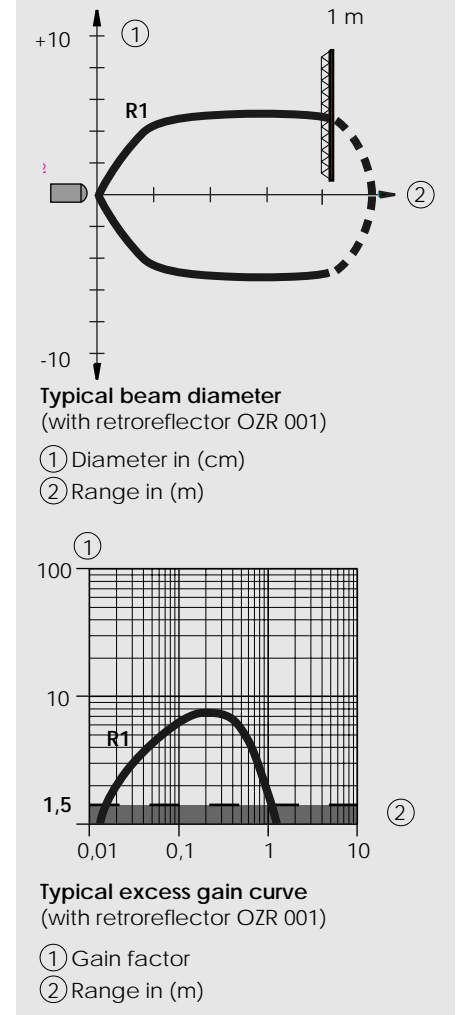 1 m
+10
①
R1
②
-10
Typical beam diameter
(with retroreflector OZR 001)
① Diameter in (cm)
② Range in (m)
①
100
10
R1
1,5
②
0,01 0,1 1 10
Typical excess gain curve
(with retroreflector OZR 001)
① Gain factor
② Range in (m)